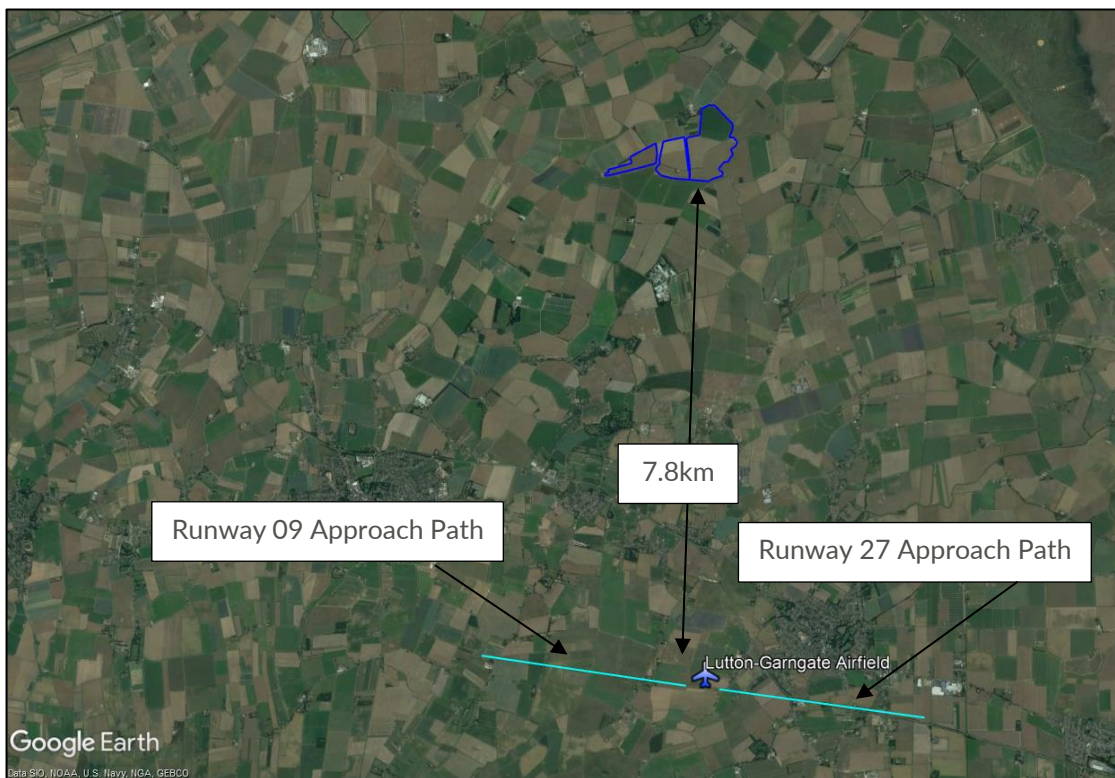 7.8km
Runway 09 Approach Path
Runway 27 Approach Path
Lutton-Garngate Airfield
Google Earth
Data SIO, NOAA, U.S. Navy, NGA, GEBCO